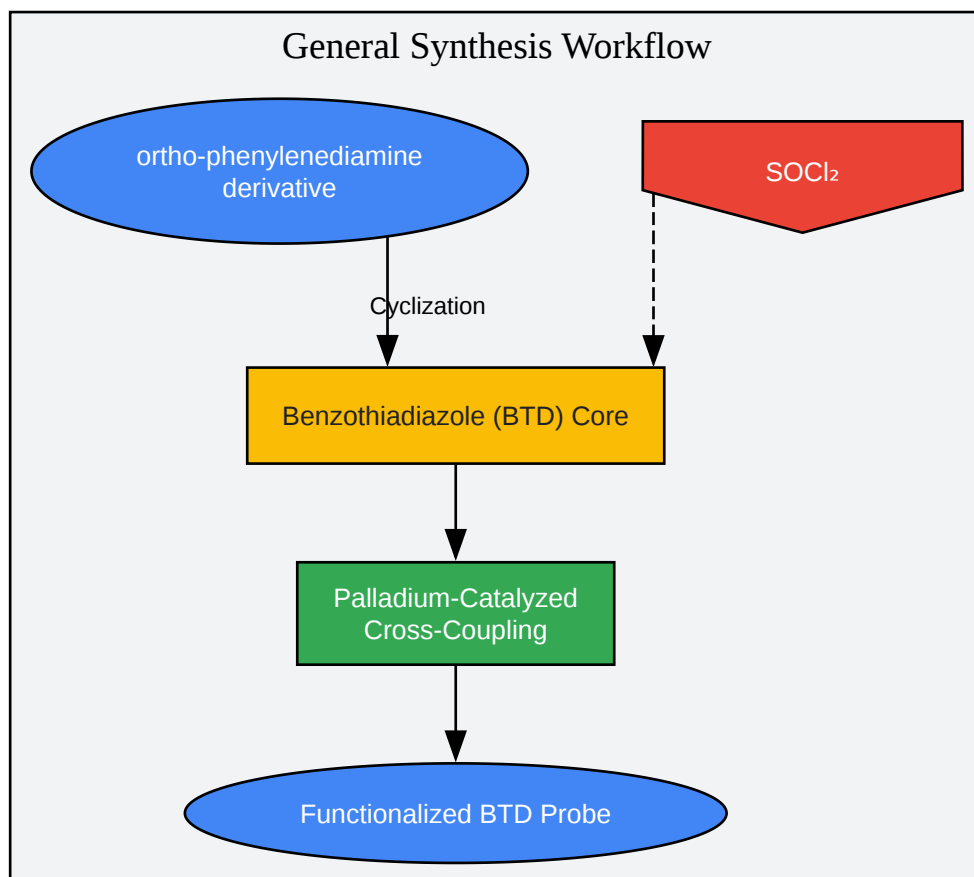 General Synthesis Workflow
ortho-phenylenediamine
derivative
SOCl₂
Cyclization
Benzothiadiazole (BTD) Core
Palladium-Catalyzed
Cross-Coupling
Functionalized BTD Probe